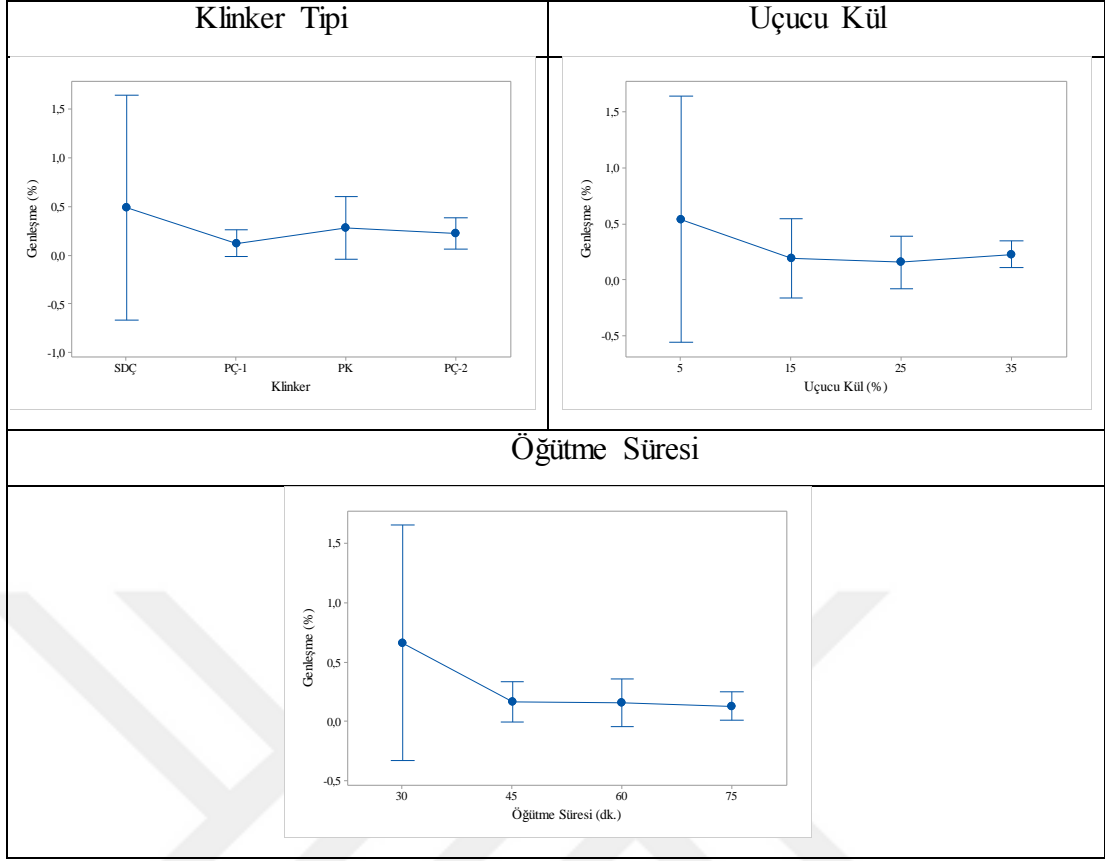 Klinker Tipi
Uçucu Kül
Genleşme (%)
1,5
1,0
0,5
0,0
-0,5
-1,0
SDÇ PÇ-1 PK PÇ-2
Klinker
Genleşme (%)
1,5
1,0
0,5
0,0
-0,5
5 15 25 35
Uçucu Kül (%)
Öğütme Süresi
Genleşme (%)
1,5
1,0
0,5
0,0
-0,5
30 45 60 75
Öğütme Süresi (dk.)